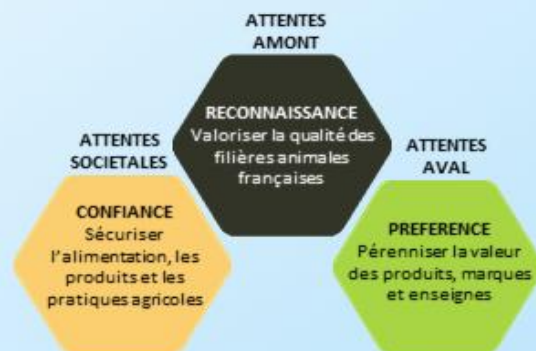 ATTENTES
AMONT
RECONNAISSANCE
Valoriser la qualité des
filières animales
françaises
ATTENTES
SOCIETALES
CONFIANCE
Sécuriser
l'alimentation, les
produits et les
pratiques agricoles
ATTENTES
AVAL
PREFERENCE
Pérenniser la valeur
des produits, marques
et enseignes